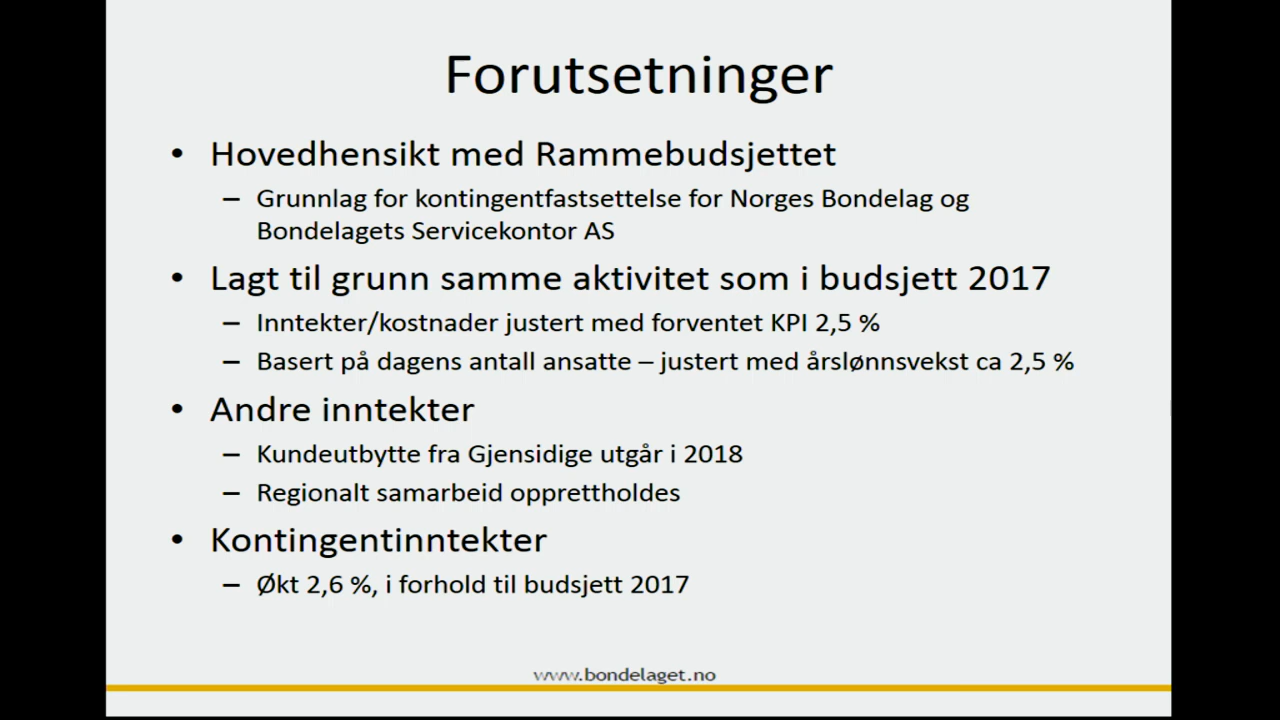 Forutsetninger
• Hovedhensikt med Rammebudsjettet
– Grunnlag for kontingentfastsettelse for Norges Bondelag og
Bondelagets Servicekontor AS
• Lagt til grunn samme aktivitet som i budsjett 2017
– Inntekter/kostnader justert med forventet KPI 2,5 %
– Basert på dagens antall ansatte – justert med årslønnsvekst ca 2,5 %
• Andre inntekter
– Kundeutbytte fra Gjensidige utgår i 2018
– Regionalt samarbeid opprettholdes
• Kontingentinntekter
– Økt 2,6 %, i forhold til budsjett 2017
www.bondelaget.no